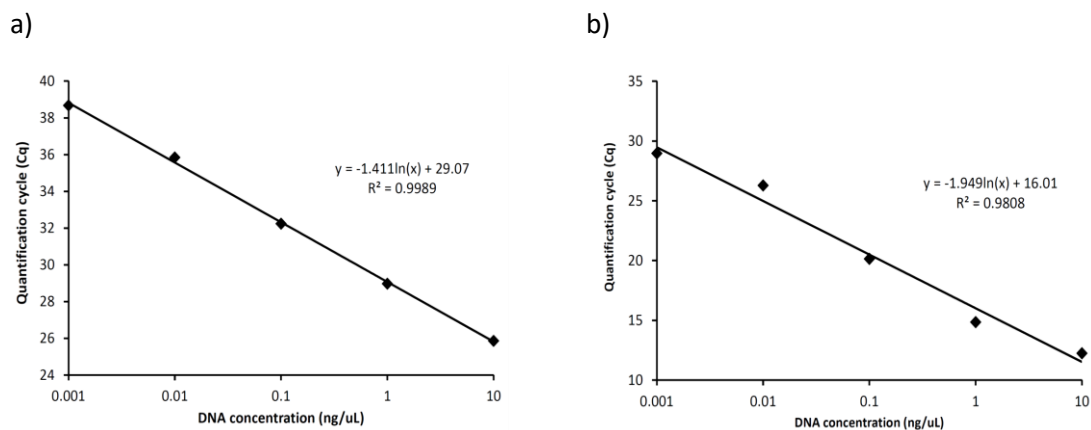 a)
b)
40
38
36
34
32
30
28
26
24
Quantification cycle (Cq)
y = -1.411ln(x) + 29.07
R² = 0.9989
0.001 0.01 0.1 1 10
DNA concentration (ng/uL)
35
30
25
20
15
10
Quantification cycle (Cq)
y = -1.949ln(x) + 16.01
R² = 0.9808
0.001 0.01 0.1 1 10
DNA concentration (ng/uL)